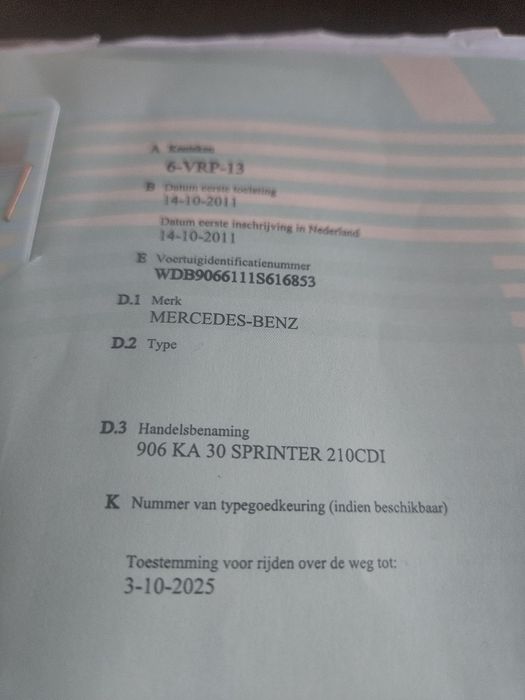 A Kenteken
6-VRP-13
B Datum eerste toelating
14-10-2011
Datum eerste inschrijving in Nederland
14-10-2011
E Voertuigidentificatienummer
WDB9066111S616853
D.1 Merk
MERCEDES-BENZ
D.2 Type
D.3 Handelsbenaming
906 KA 30 SPRINTER 210CDI
K Nummer van typegoedkeuring (indien beschikbaar)
Toestemming voor rijden over de weg tot:
3-10-2025